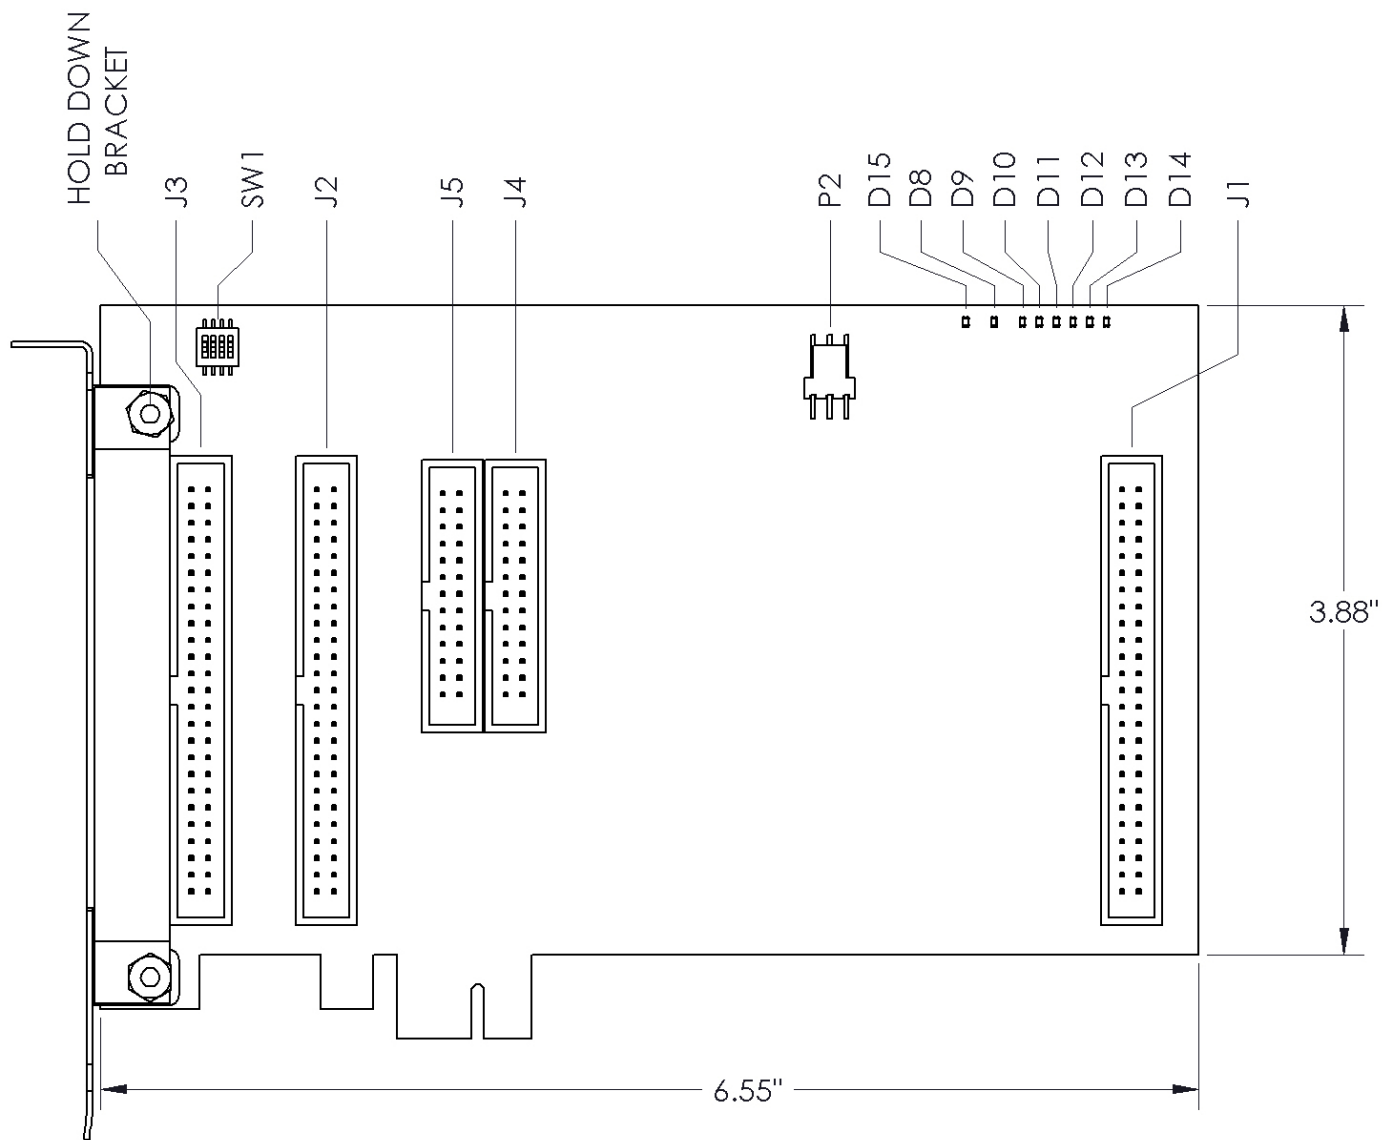 HOLD DOWN
BRACKET
J3
SW1
J2
J5
J4
P2
D15
D8
D9
D10
D11
D12
D13
D14
J1
3.88"
6.55"